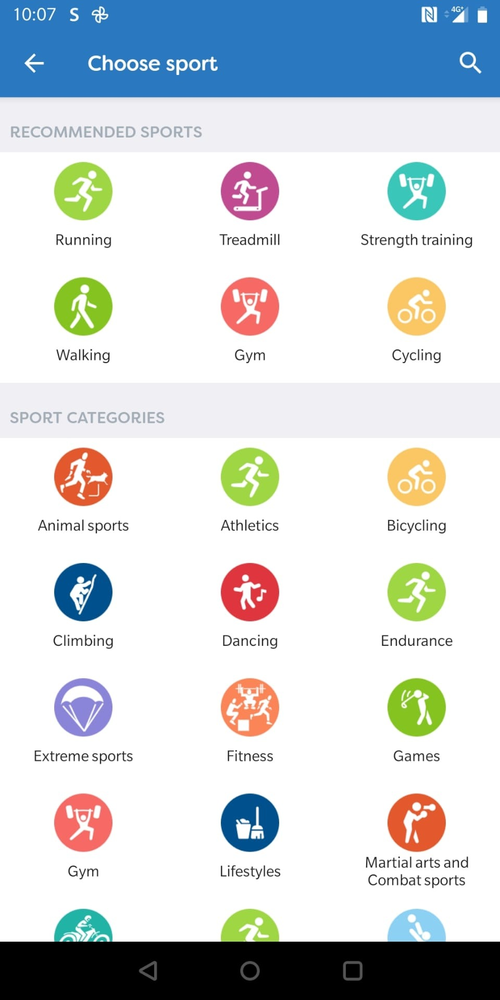 10:07 S 4G+
Choose sport
RECOMMENDED SPORTS
Running Treadmill Strength training
Walking Gym Cycling
SPORT CATEGORIES
Animal sports Athletics Bicycling
Climbing Dancing Endurance
Extreme sports Fitness Games
Gym Lifestyles Martial arts and
Combat sports